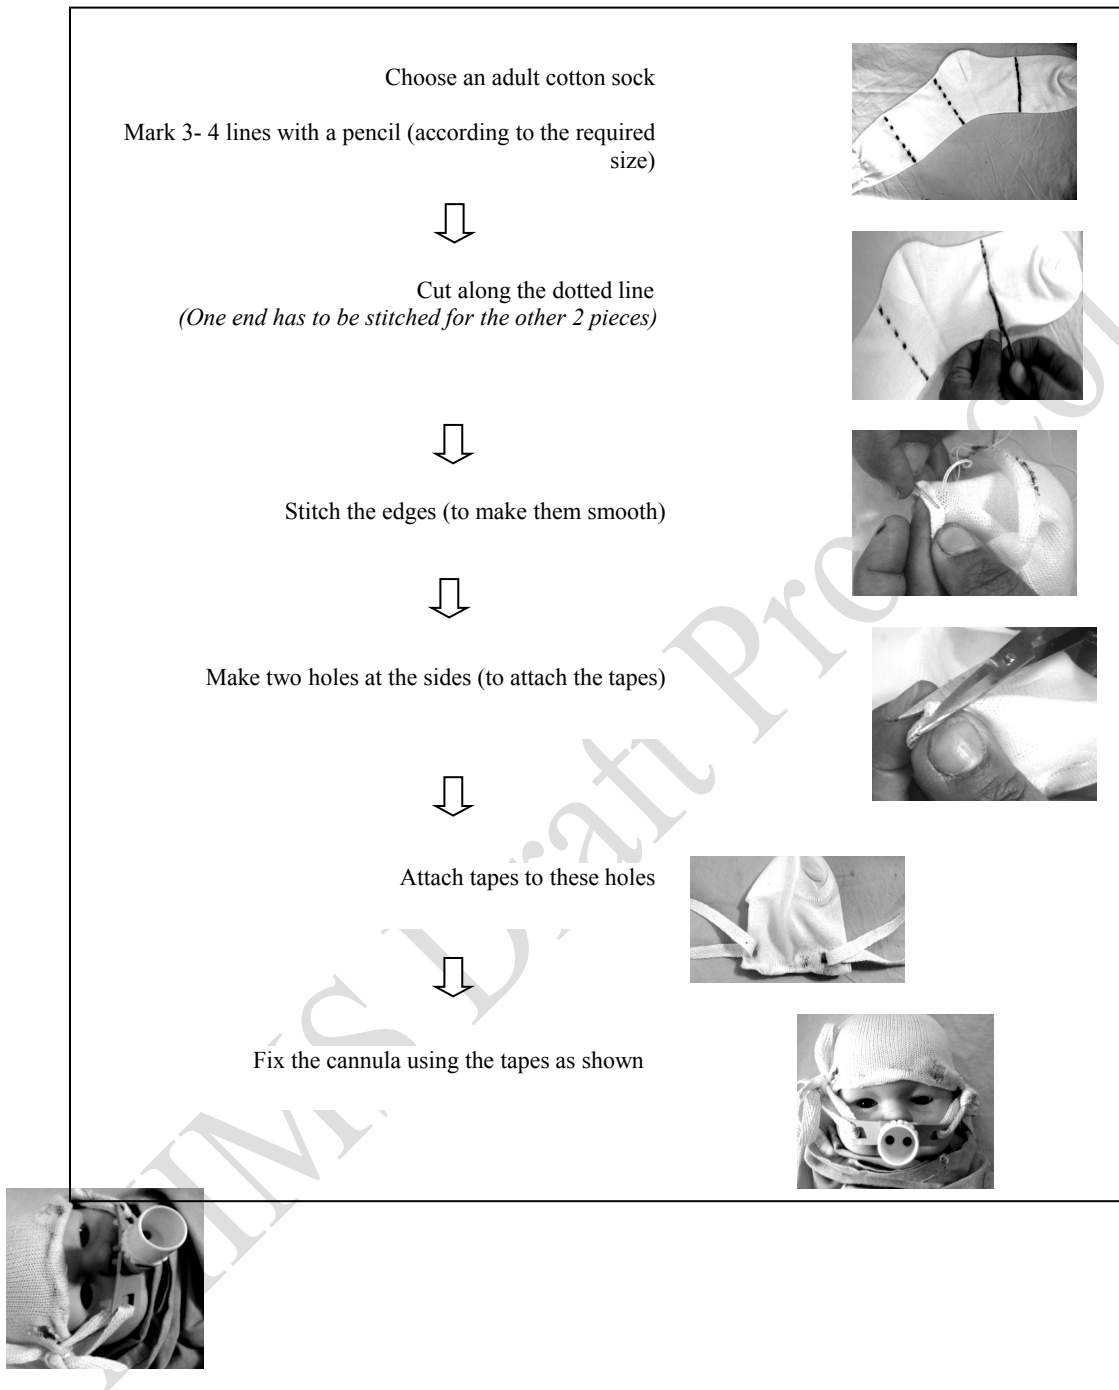 Choose an adult cotton sock
Mark 3- 4 lines with a pencil (according to the required
size)
Cut along the dotted line
(One end has to be stitched for the other 2 pieces)
Stitch the edges (to make them smooth)
Make two holes at the sides (to attach the tapes)
Attach tapes to these holes
Fix the cannula using the tapes as shown